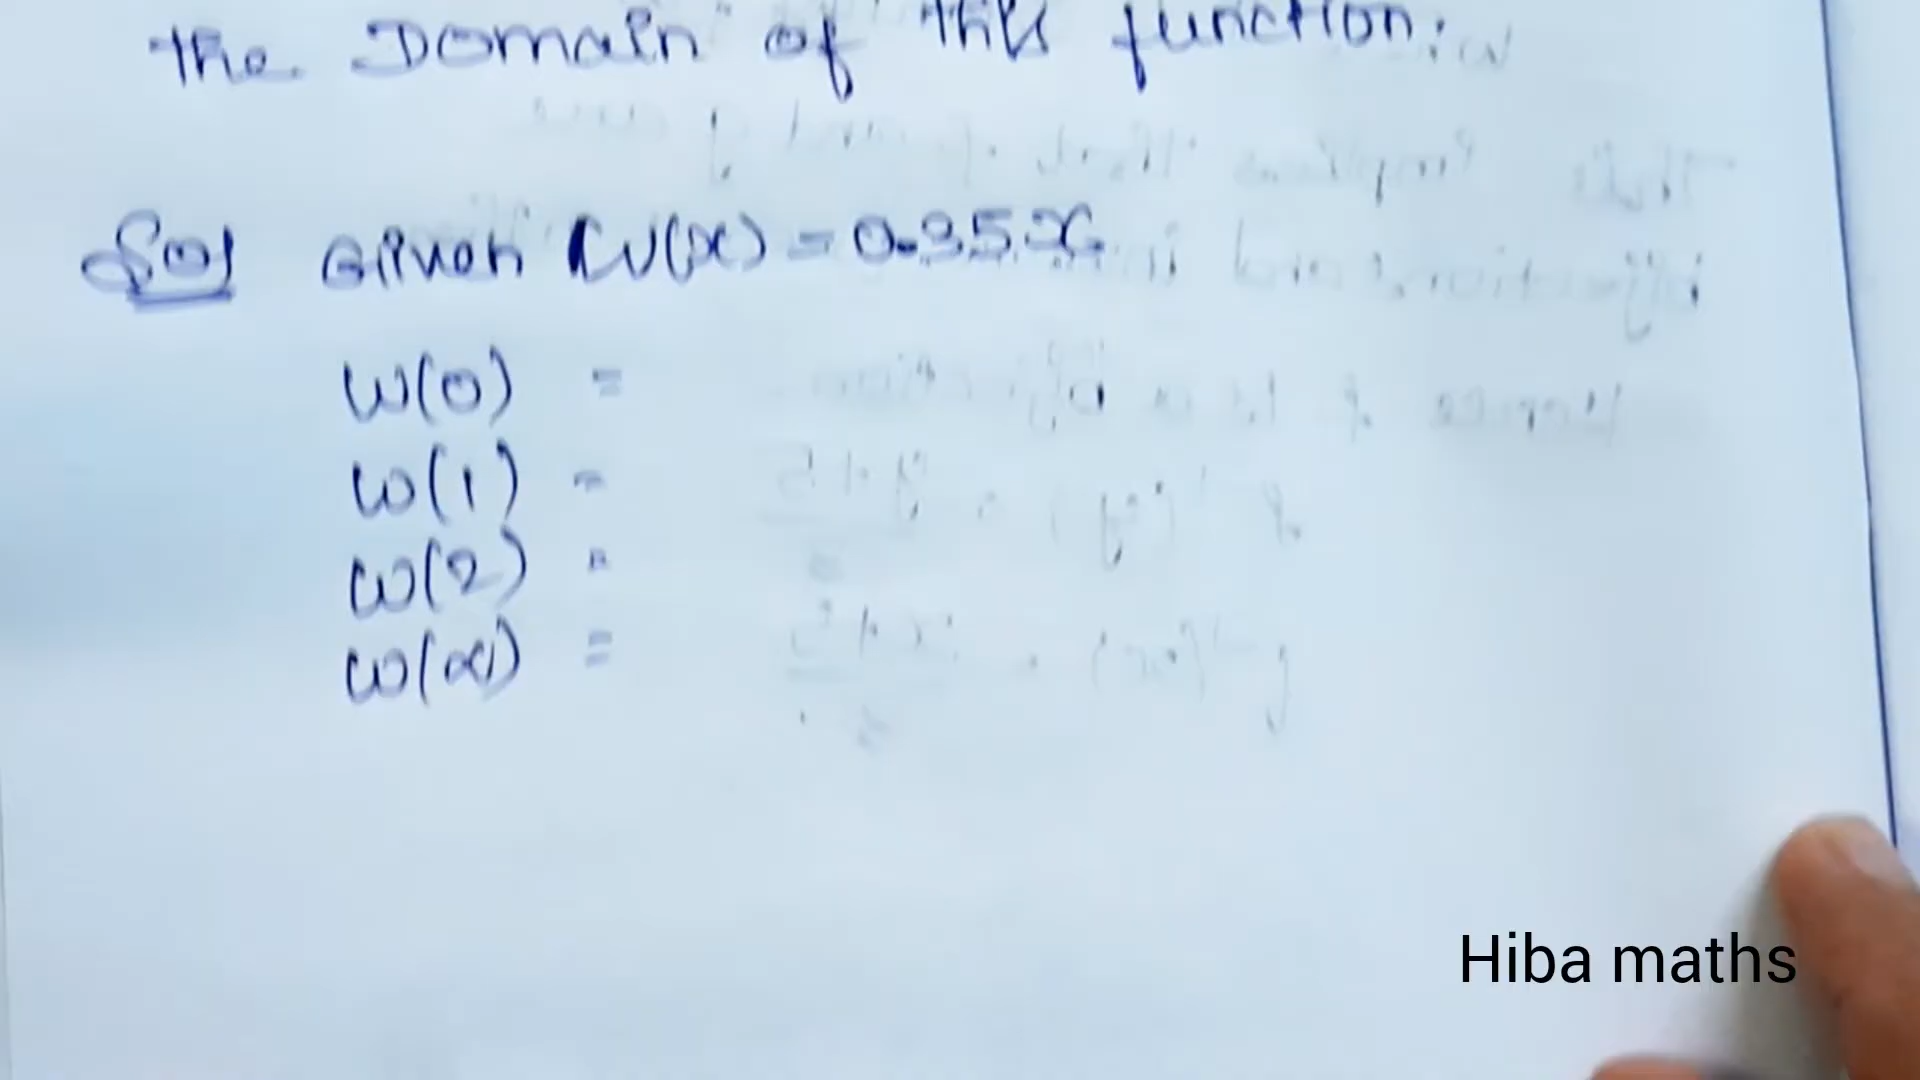 The Domain of this function.
Sol Given W(x) = 0.35x
W(0) =
W(1) =
W(2) =
W(∝) =
Hiba maths